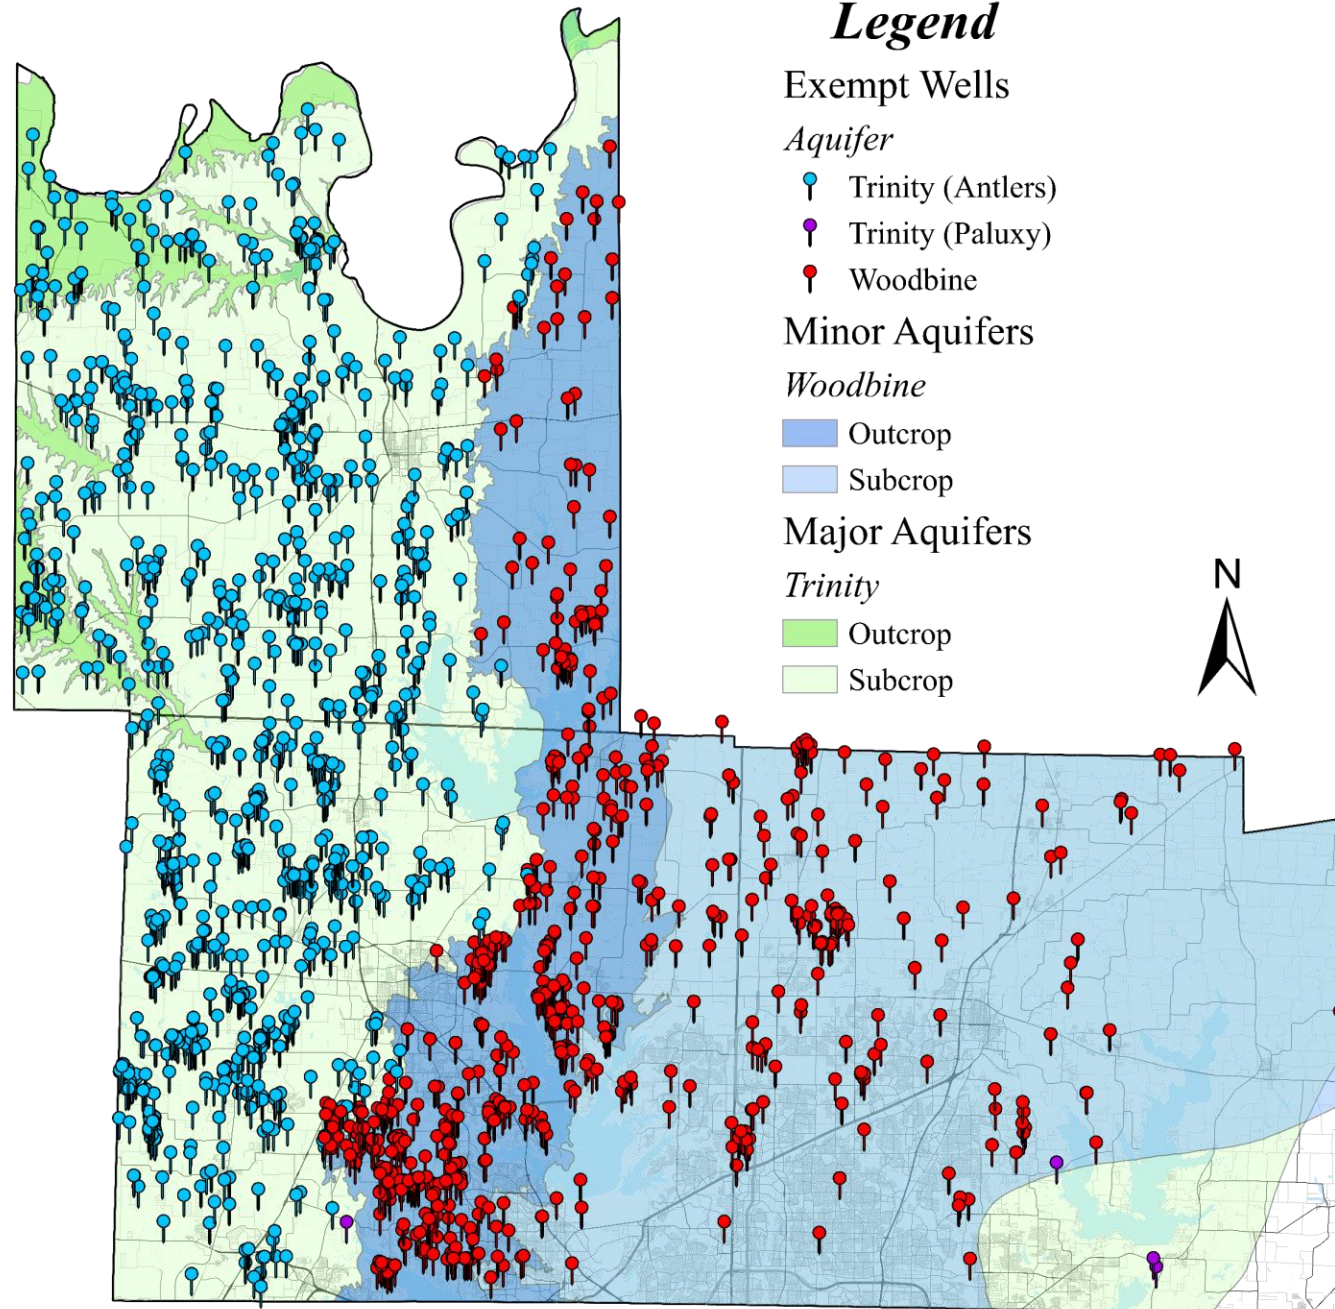 Legend
Exempt Wells
Aquifer
Trinity (Antlers)
Trinity (Paluxy)
Woodbine
Minor Aquifers
Woodbine
Outcrop
Subcrop
Major Aquifers
Trinity
Outcrop
Subcrop
N